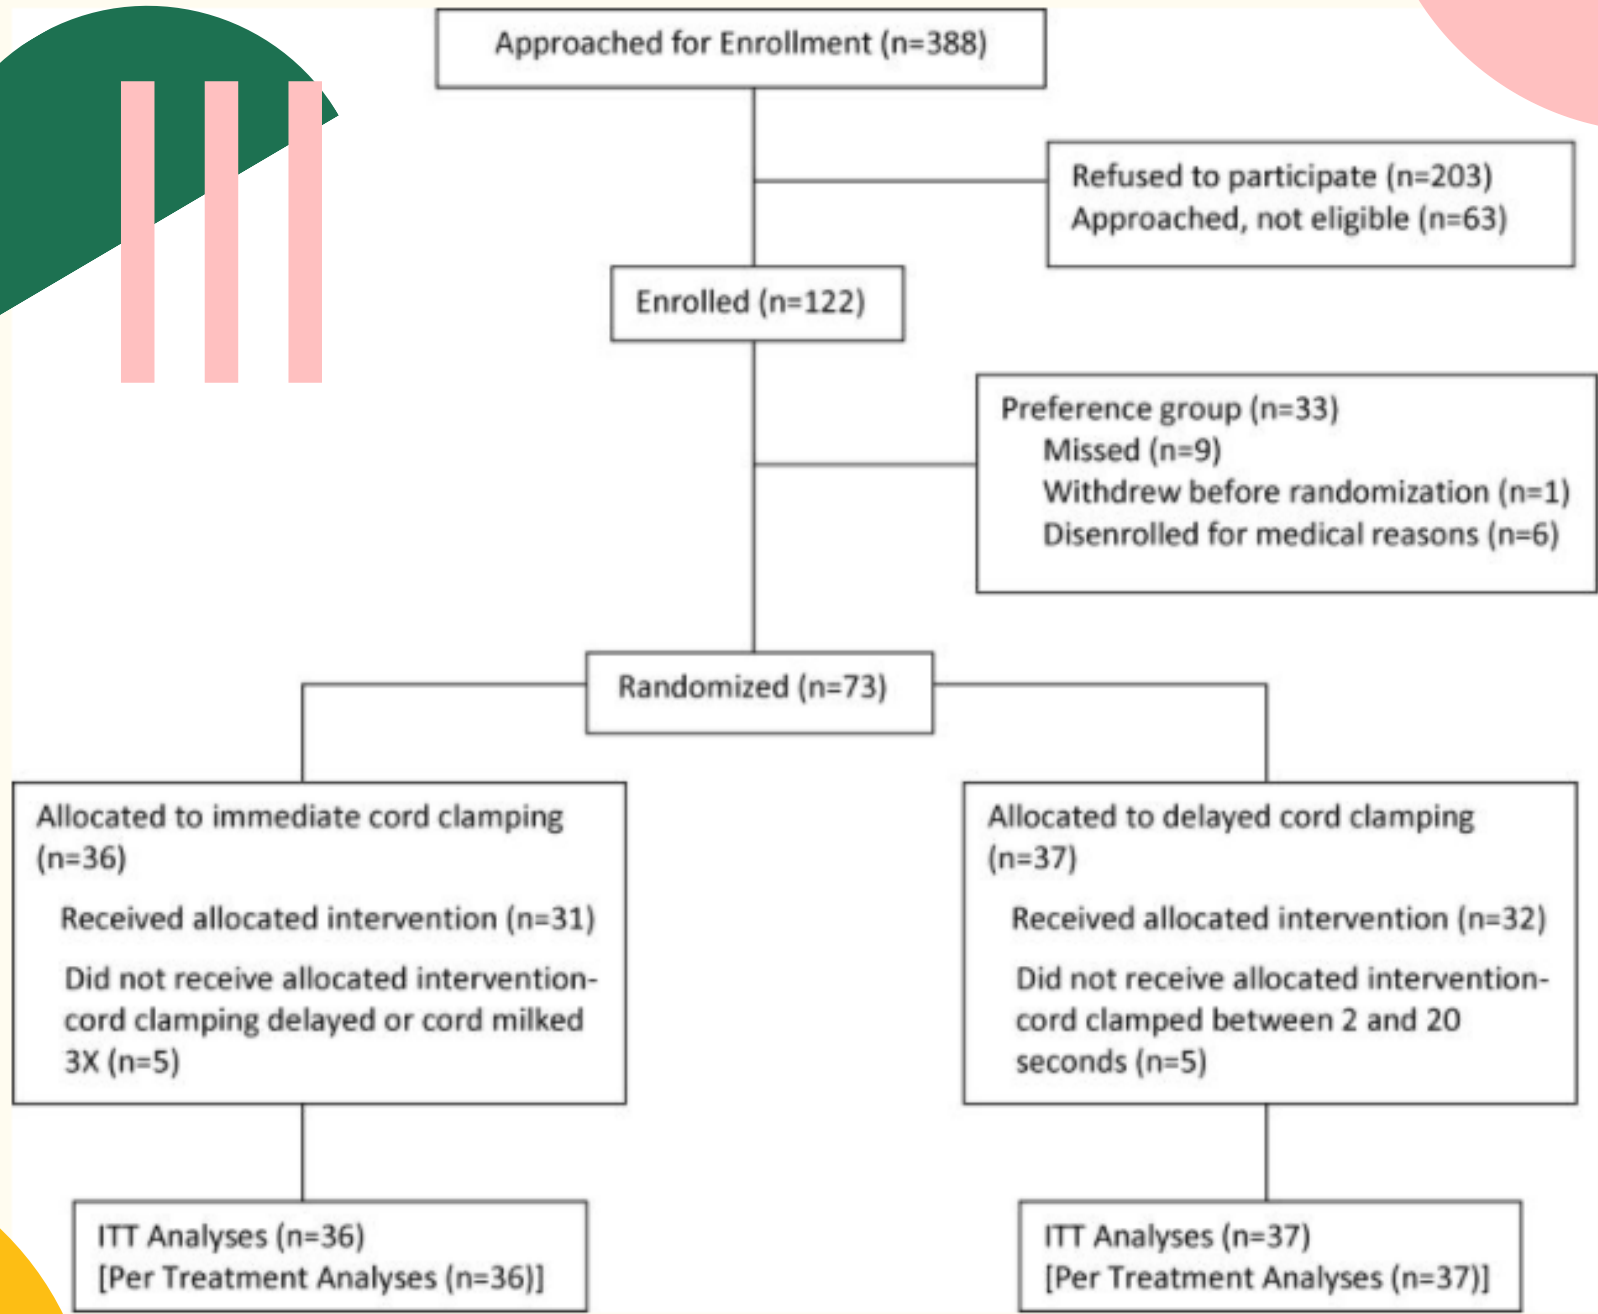 Approached for Enrollment (n=388)
Refused to participate (n=203)
Approached, not eligible (n=63)
Enrolled (n=122)
Preference group (n=33)
Missed (n=9)
Withdrew before randomization (n=1)
Disenrolled for medical reasons (n=6)
Randomized (n=73)
Allocated to immediate cord clamping
(n=36)
Received allocated intervention (n=31)
Did not receive allocated intervention-
cord clamping delayed or cord milked
3X (n=5)
Allocated to delayed cord clamping
(n=37)
Received allocated intervention (n=32)
Did not receive allocated intervention-
cord clamped between 2 and 20
seconds (n=5)
ITT Analyses (n=36)
[Per Treatment Analyses (n=36)]
ITT Analyses (n=37)
[Per Treatment Analyses (n=37)]